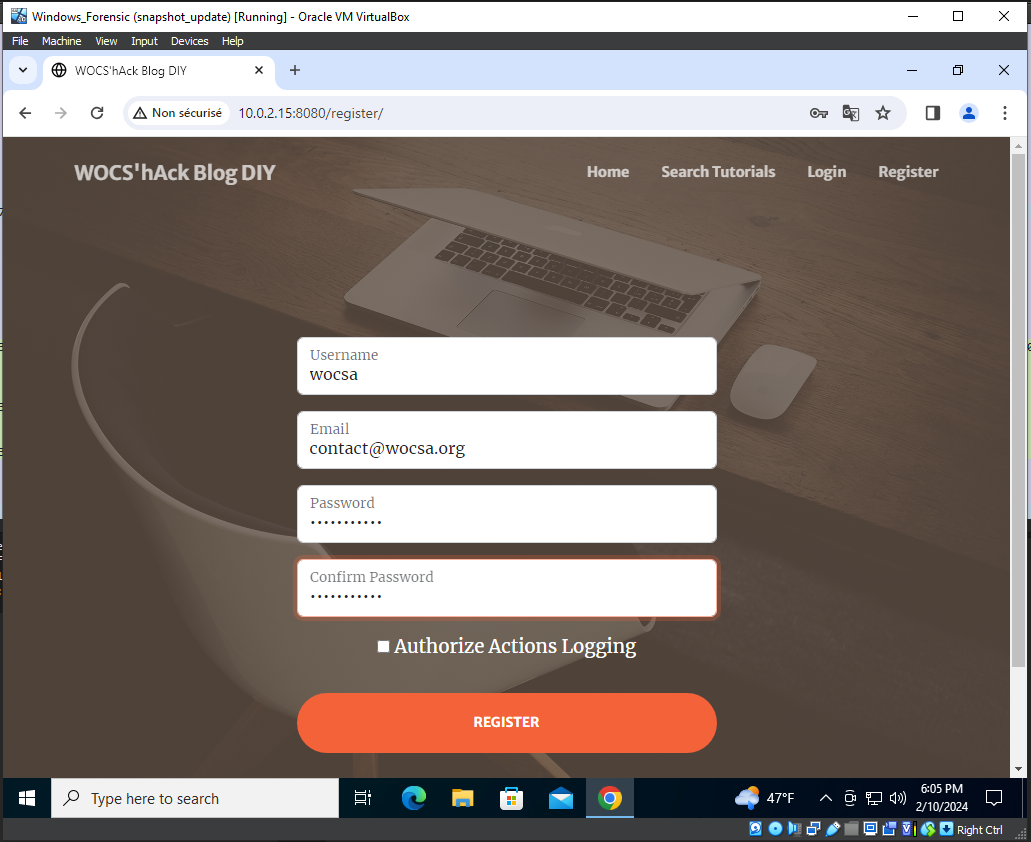 Windows_Forensic (snapshot_update) [Running] - Oracle VM VirtualBox
File Machine View Input Devices Help
WOCS'hAck Blog DIY
Non sécurisé 10.0.2.15:8080/register/
WOCS'hAck Blog DIY Home Search Tutorials Login Register
Username
wocsa
Email
contact@wocsa.org
Password
•••••••••••
Confirm Password
•••••••••••
Authorize Actions Logging
REGISTER
Type here to search 47°F 6:05 PM
2/10/2024
Right Ctrl